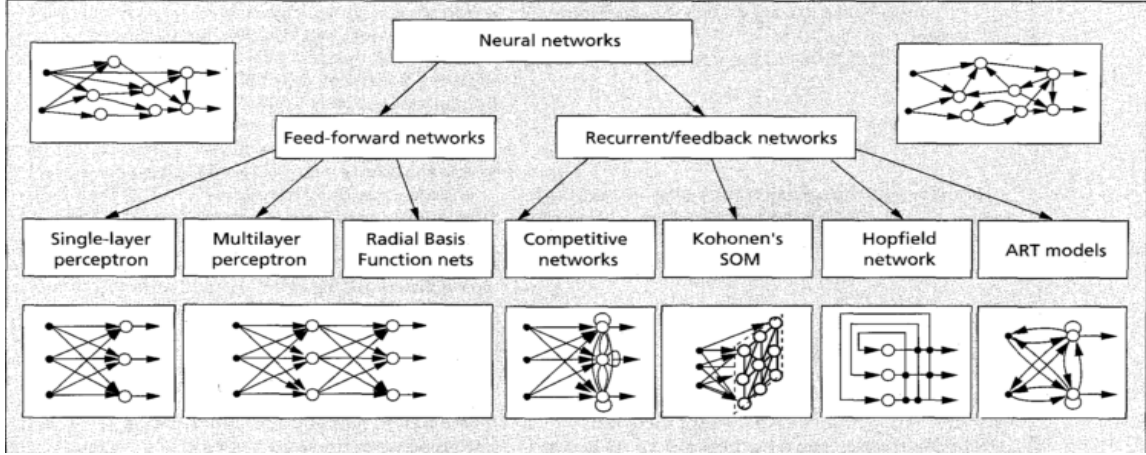 Neural networks
Feed-forward networks
Recurrent/feedback networks
Single-layer
perceptron
Multilayer
perceptron
Radial Basis
Function nets
Competitive
networks
Kohonen's
SOM
Hopfield
network
ART models